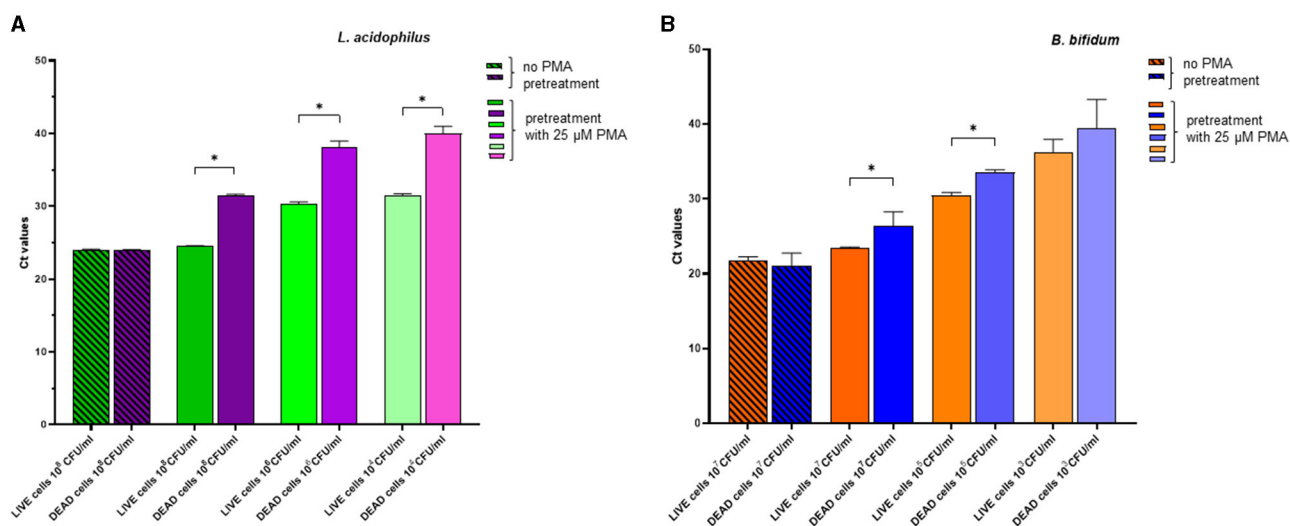 A
L. acidophilus
no PMA
pretreatment
pretreatment
with 25 µM PMA
Ct values
50
40
30
20
10
0
*
*
*
LIVE cells 10⁸ CFU/ml
DEAD cells 10⁸ CFU/ml
LIVE cells 10⁸ CFU/ml
DEAD cells 10⁸ CFU/ml
LIVE cells 10⁶ CFU/ml
DEAD cells 10⁶ CFU/ml
LIVE cells 10⁴ CFU/ml
DEAD cells 10⁴ CFU/ml
B
B. bifidum
no PMA
pretreatment
pretreatment
with 25 µM PMA
Ct values
50
40
30
20
10
0
*
*
LIVE cells 10⁷ CFU/ml
DEAD cells 10⁷ CFU/ml
LIVE cells 10⁷ CFU/ml
DEAD cells 10⁷ CFU/ml
LIVE cells 10⁵ CFU/ml
DEAD cells 10⁵ CFU/ml
LIVE cells 10³ CFU/ml
DEAD cells 10³ CFU/ml